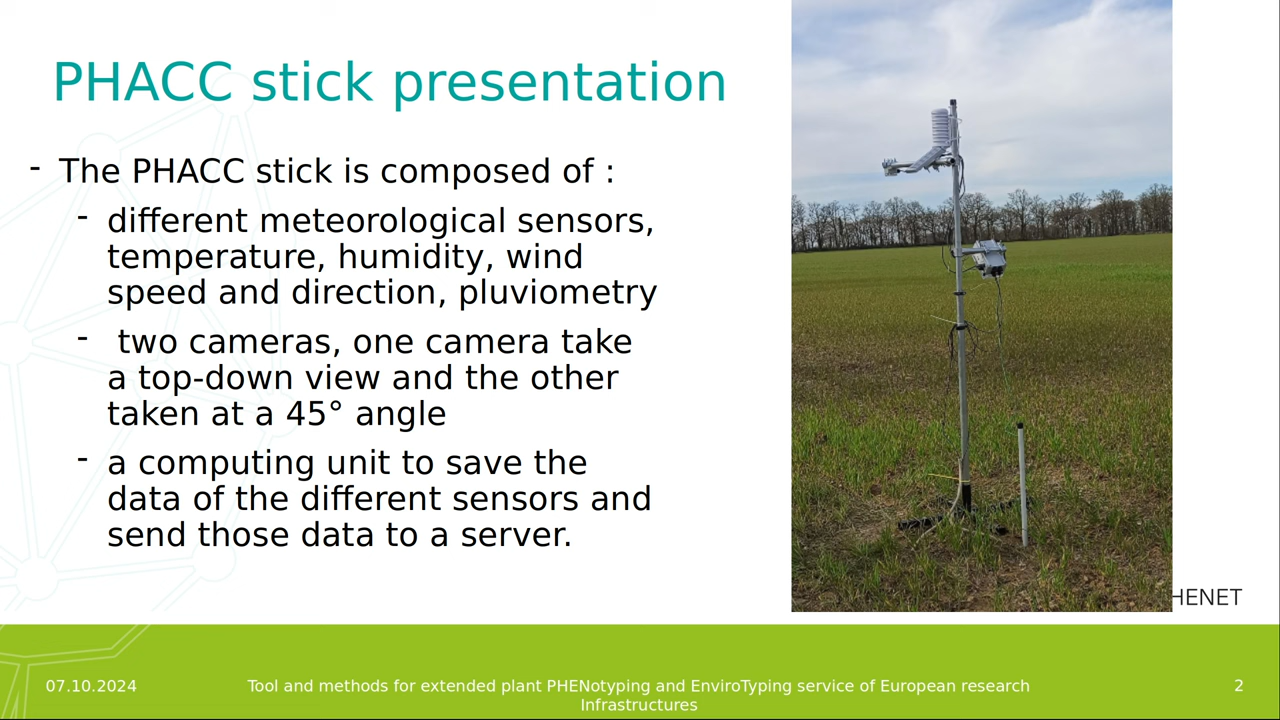 PHACC stick presentation
- The PHACC stick is composed of :
- different meteorological sensors,
temperature, humidity, wind
speed and direction, pluviometry
- two cameras, one camera take
a top-down view and the other
taken at a 45° angle
- a computing unit to save the
data of the different sensors and
send those data to a server.
HENET
07.10.2024
Tool and methods for extended plant PHENotyping and EnviroTyping service of European research
Infrastructures
2